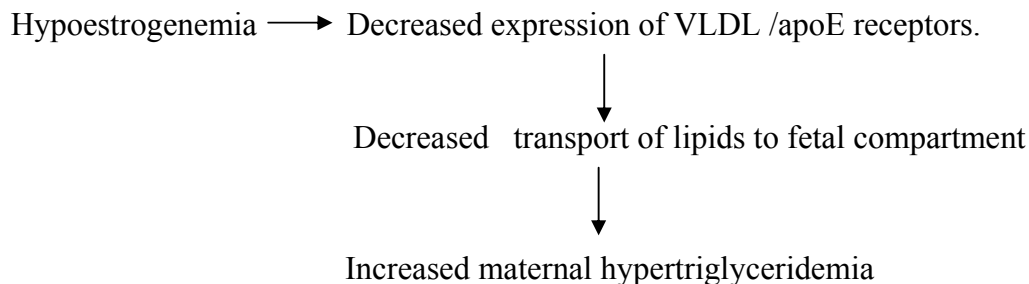 Hypoestrogenemia → Decreased expression of VLDL /apoE receptors.
Decreased transport of lipids to fetal compartment
Increased maternal hypertriglyceridemia